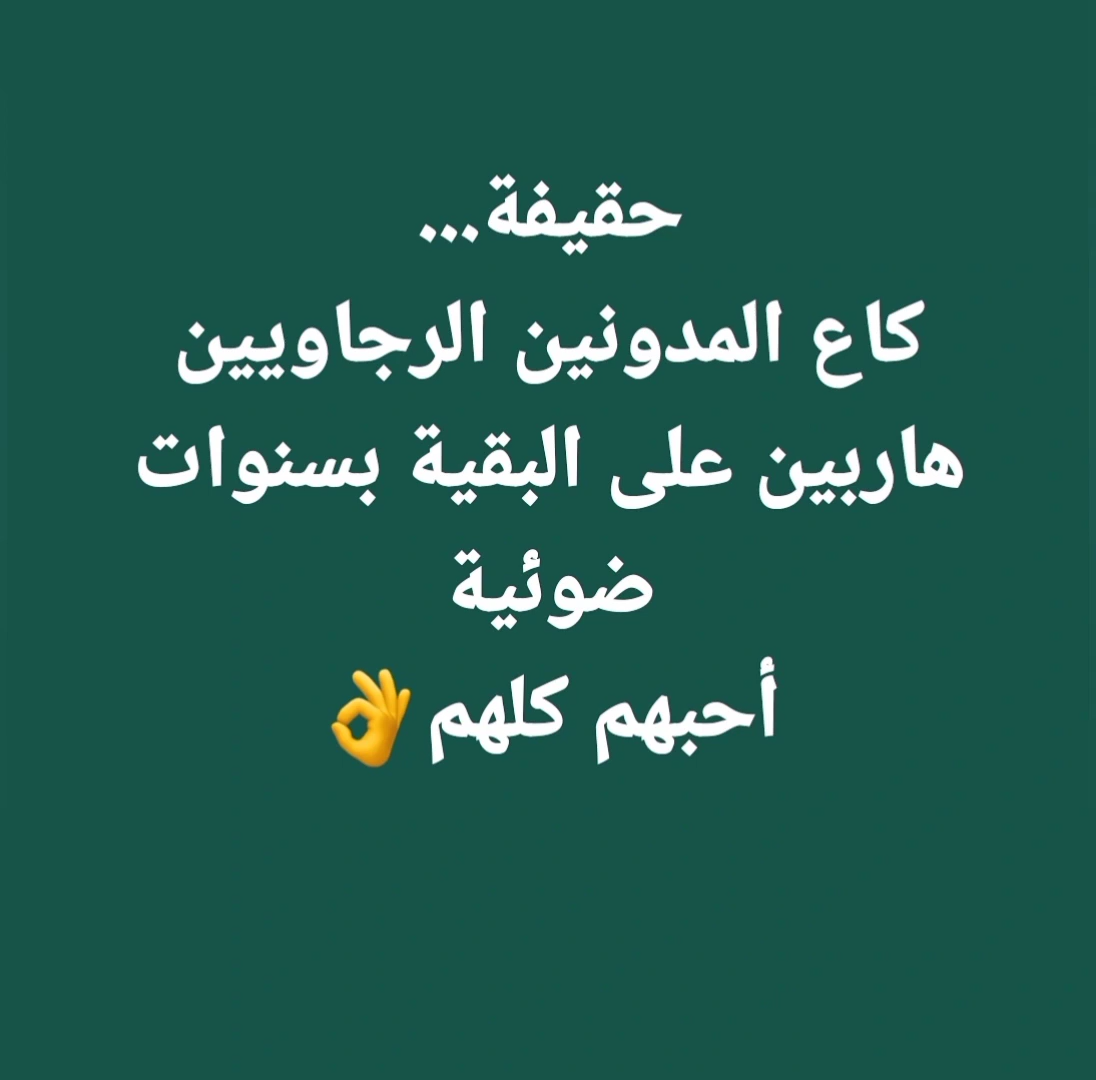 حقيفة...
كاع المدونين الرجاويين
هاربين على البقية بسنوات
ضوئية
أحبهم كلهم 👌